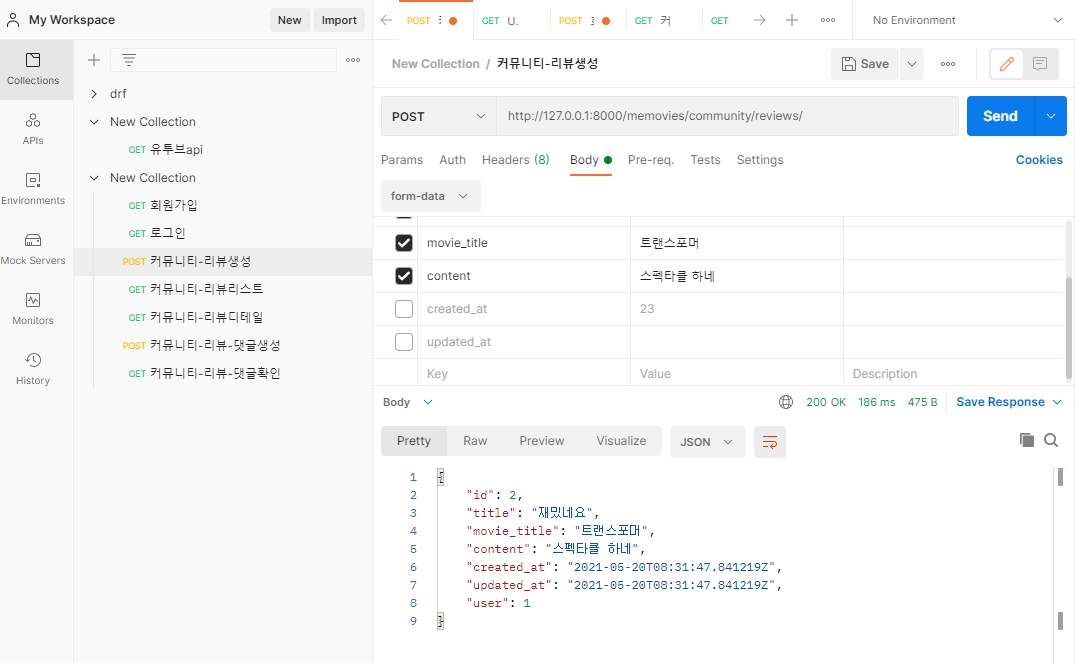 My Workspace
New
Import
Collections
APIs
Environments
Mock Servers
Monitors
History
drf
New Collection
GET 유투브api
New Collection
GET 회원가입
GET 로그인
POST 커뮤니티-리뷰생성
GET 커뮤니티-리뷰리스트
GET 커뮤니티-리뷰디테일
POST 커뮤니티-리뷰-댓글생성
GET 커뮤니티-리뷰-댓글확인
POST
GET U.
POST
GET 커
GET
No Environment
New Collection / 커뮤니티-리뷰생성
Save
POST
http://127.0.0.1:8000/memovies/community/reviews/
Send
Params Auth Headers (8) Body Pre-req. Tests Settings
Cookies
form-data
movie_title 트랜스포머
content 스펙타클 하네
created_at 23
updated_at
Key Value Description
Body
200 OK 186 ms 475 B Save Response
Pretty Raw Preview Visualize JSON
1 {
2 "id": 2,
3 "title": "재밌네요",
4 "movie_title": "트랜스포머",
5 "content": "스펙타클 하네",
6 "created_at": "2021-05-20T08:31:47.841219Z",
7 "updated_at": "2021-05-20T08:31:47.841219Z",
8 "user": 1
9 }